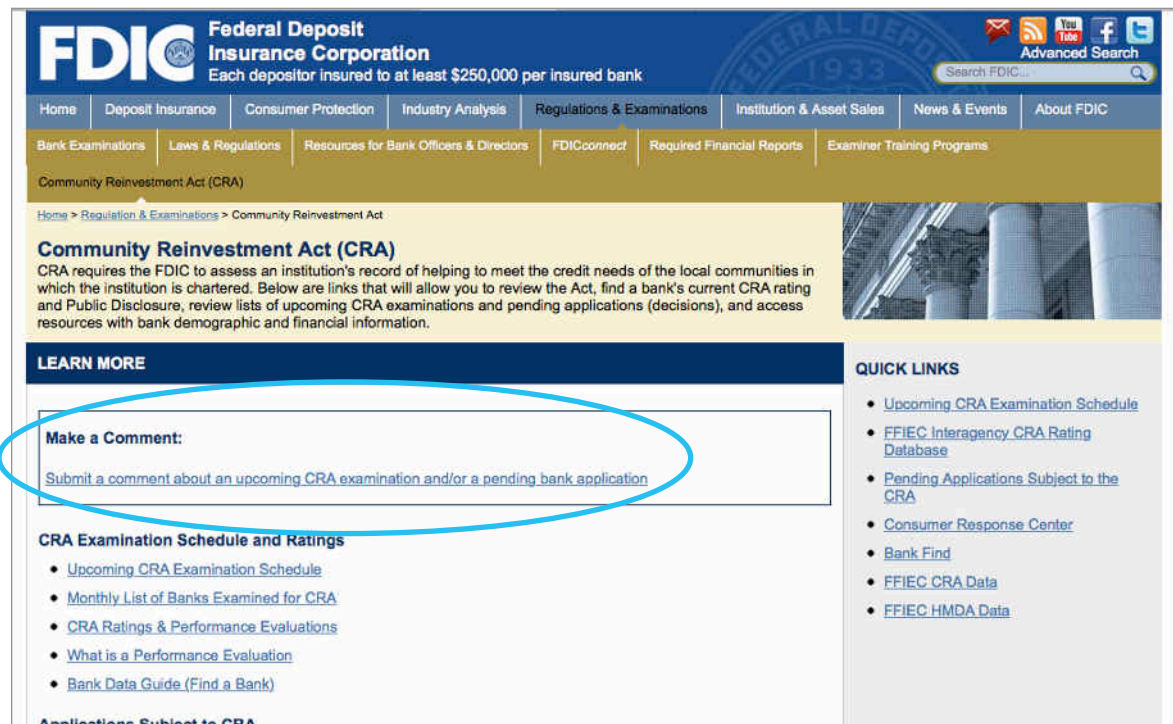 FDIC
Federal Deposit
Insurance Corporation
Each depositor insured to at least $250,000 per insured bank
FEDERAL DEPO
1933
You
Tube
Advanced Search
Search FDIC...
Home
Deposit Insurance
Consumer Protection
Industry Analysis
Regulations & Examinations
Institution & Asset Sales
News & Events
About FDIC
Bank Examinations
Laws & Regulations
Resources for Bank Officers & Directors
FDICconnect
Required Financial Reports
Examiner Training Programs
Community Reinvestment Act (CRA)
Home > Regulation & Examinations > Community Reinvestment Act
Community Reinvestment Act (CRA)
CRA requires the FDIC to assess an institution's record of helping to meet the credit needs of the local communities in
which the institution is chartered. Below are links that will allow you to review the Act, find a bank's current CRA rating
and Public Disclosure, review lists of upcoming CRA examinations and pending applications (decisions), and access
resources with bank demographic and financial information.
LEARN MORE
Make a Comment:
Submit a comment about an upcoming CRA examination and/or a pending bank application
CRA Examination Schedule and Ratings
Upcoming CRA Examination Schedule
Monthly List of Banks Examined for CRA
CRA Ratings & Performance Evaluations
What is a Performance Evaluation
Bank Data Guide (Find a Bank)
Applications Subject to CRA
QUICK LINKS
Upcoming CRA Examination Schedule
FFIEC Interagency CRA Rating
Database
Pending Applications Subject to the
CRA
Consumer Response Center
Bank Find
FFIEC CRA Data
FFIEC HMDA Data